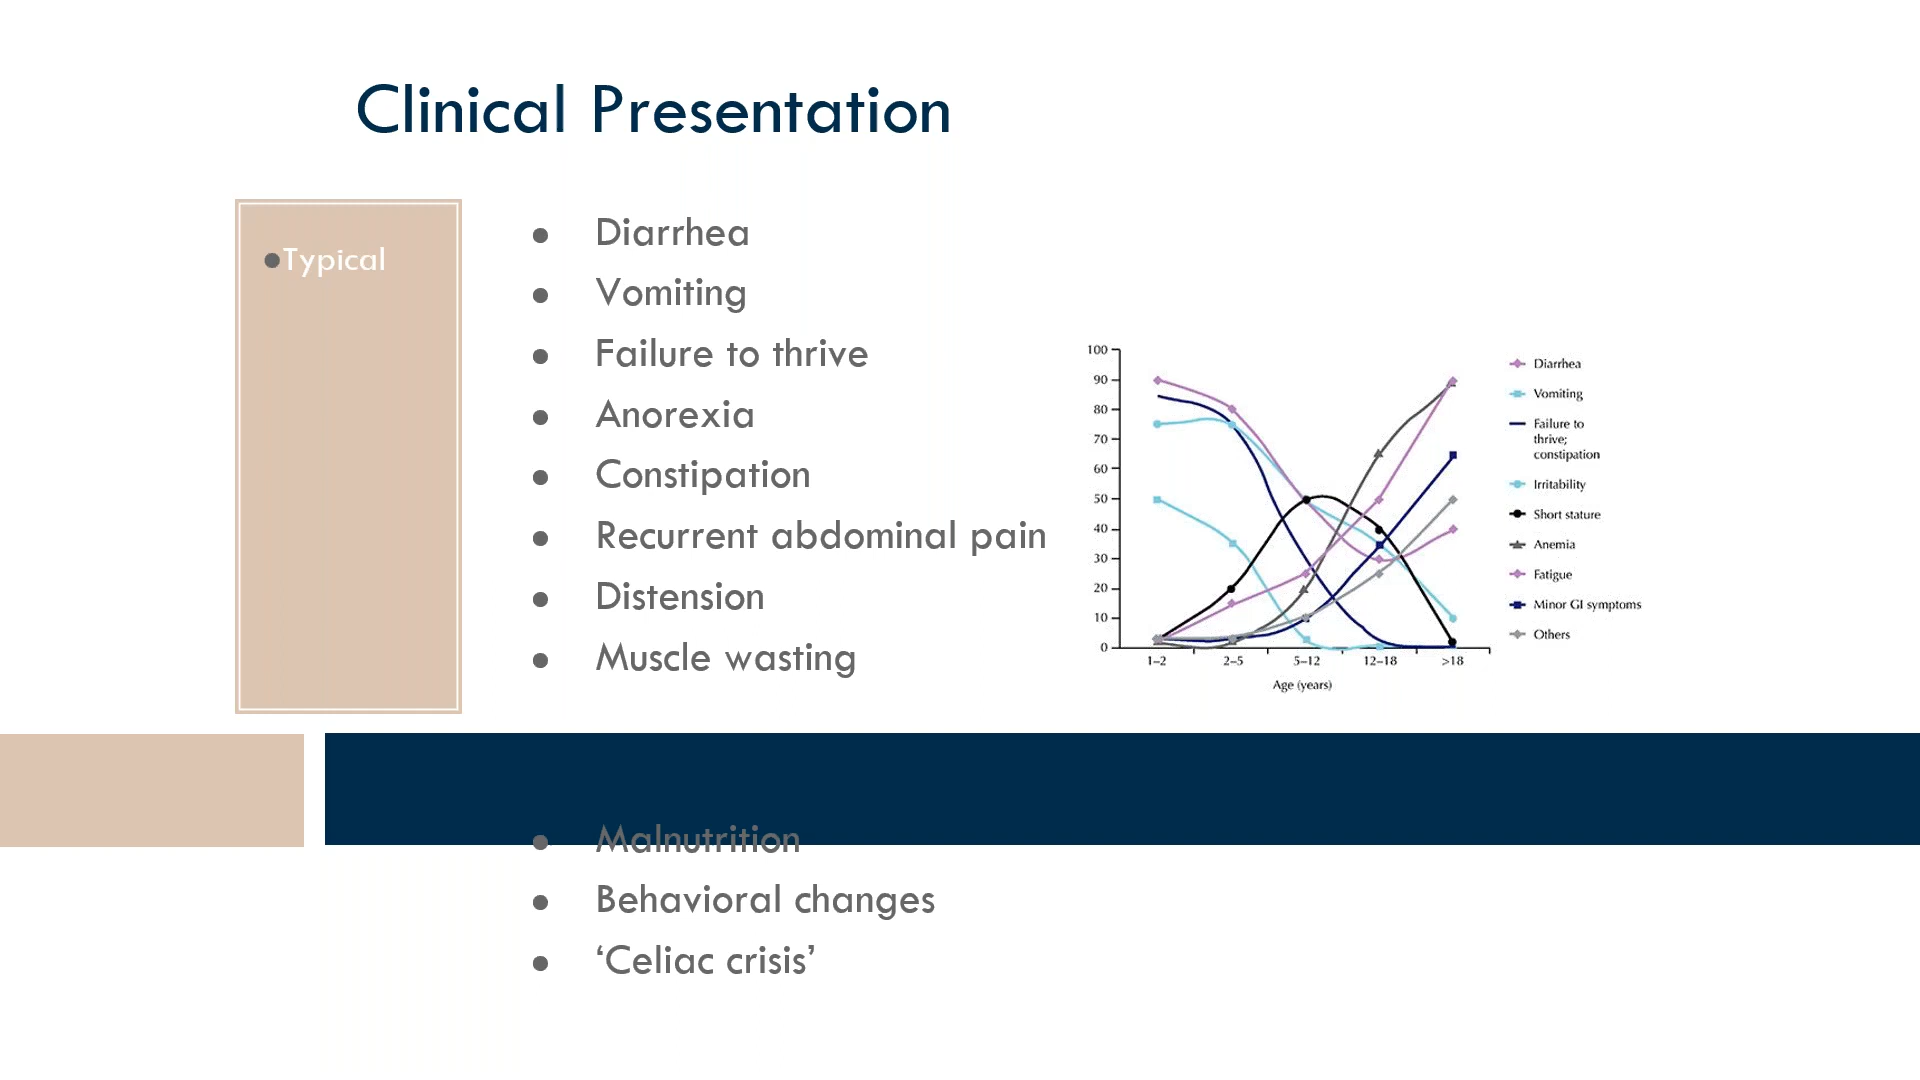 Clinical Presentation
●Typical
● Diarrhea
● Vomiting
● Failure to thrive
● Anorexia
● Constipation
● Recurrent abdominal pain
● Distension
● Muscle wasting
● Malnutrition
● Behavioral changes
● ‘Celiac crisis’
100
90
80
70
60
50
40
30
20
10
0
1–2 2–5 5–12 12–18 >18
Age (years)
Diarrhea
Vomiting
Failure to
thrive;
constipation
Irritability
Short stature
Anemia
Fatigue
Minor GI symptoms
Others